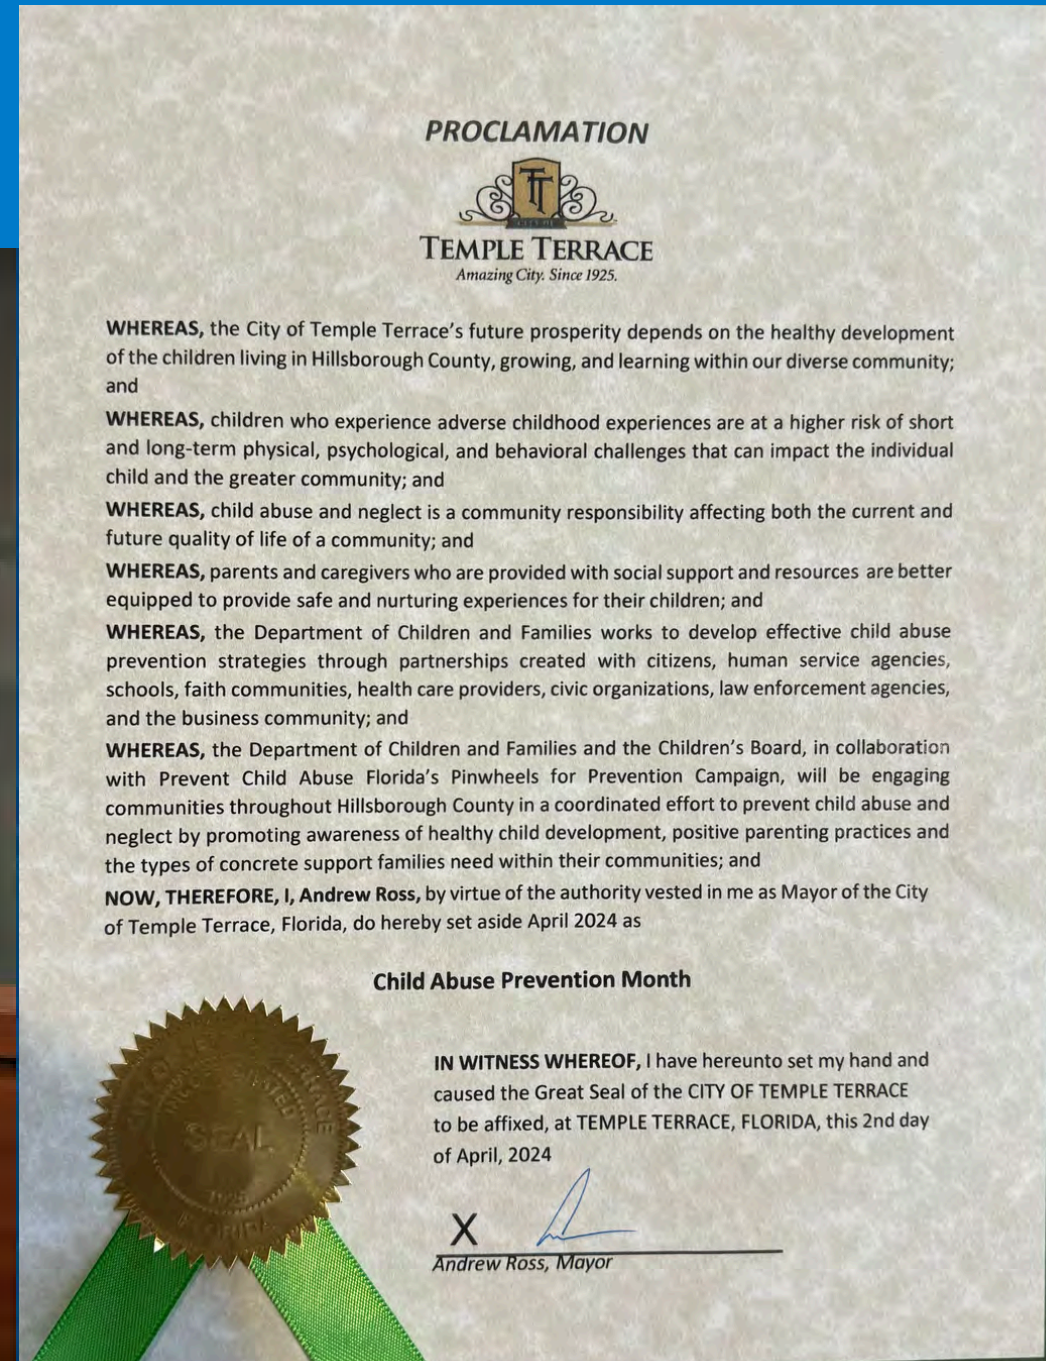 PROCLAMATION
TT
TEMPLE TERRACE
Amazing City. Since 1925.
WHEREAS, the City of Temple Terrace's future prosperity depends on the healthy development
of the children living in Hillsborough County, growing, and learning within our diverse community;
and
WHEREAS, children who experience adverse childhood experiences are at a higher risk of short
and long-term physical, psychological, and behavioral challenges that can impact the individual
child and the greater community; and
WHEREAS, child abuse and neglect is a community responsibility affecting both the current and
future quality of life of a community; and
WHEREAS, parents and caregivers who are provided with social support and resources are better
equipped to provide safe and nurturing experiences for their children; and
WHEREAS, the Department of Children and Families works to develop effective child abuse
prevention strategies through partnerships created with citizens, human service agencies,
schools, faith communities, health care providers, civic organizations, law enforcement agencies,
and the business community; and
WHEREAS, the Department of Children and Families and the Children's Board, in collaboration
with Prevent Child Abuse Florida's Pinwheels for Prevention Campaign, will be engaging
communities throughout Hillsborough County in a coordinated effort to prevent child abuse and
neglect by promoting awareness of healthy child development, positive parenting practices and
the types of concrete support families need within their communities; and
NOW, THEREFORE, I, Andrew Ross, by virtue of the authority vested in me as Mayor of the City
of Temple Terrace, Florida, do hereby set aside April 2024 as
Child Abuse Prevention Month
IN WITNESS WHEREOF, I have hereunto set my hand and
caused the Great Seal of the CITY OF TEMPLE TERRACE
to be affixed, at TEMPLE TERRACE, FLORIDA, this 2nd day
of April, 2024
X
Andrew Ross, Mayor
SEAL
FLORIDA